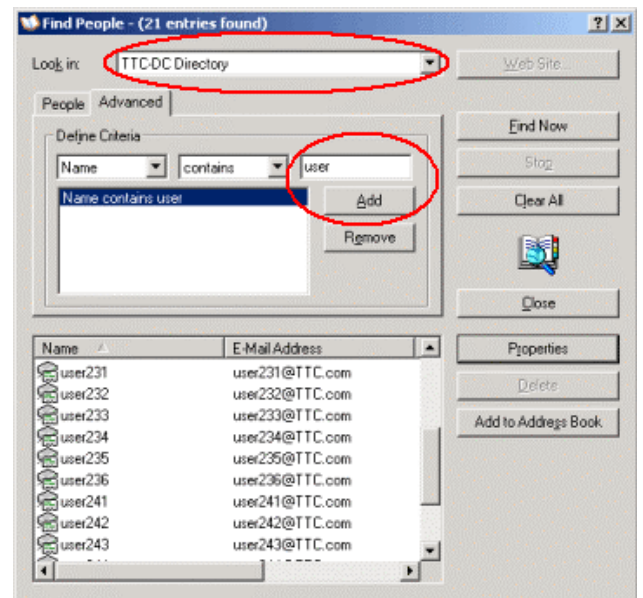 Find People - (21 entries found)
Look in: TTC-DC Directory
Web Site...
People Advanced
Define Criteria
Find Now
Name contains user
Stop
Name contains user
Add
Clear All
Remove
Close
Name E-Mail Address
Properties
user231 user231@TTC.com
user232 user232@TTC.com
Delete
user233 user233@TTC.com
Add to Address Book
user234 user234@TTC.com
user235 user235@TTC.com
user236 user236@TTC.com
user241 user241@TTC.com
user242 user242@TTC.com
user243 user243@TTC.com